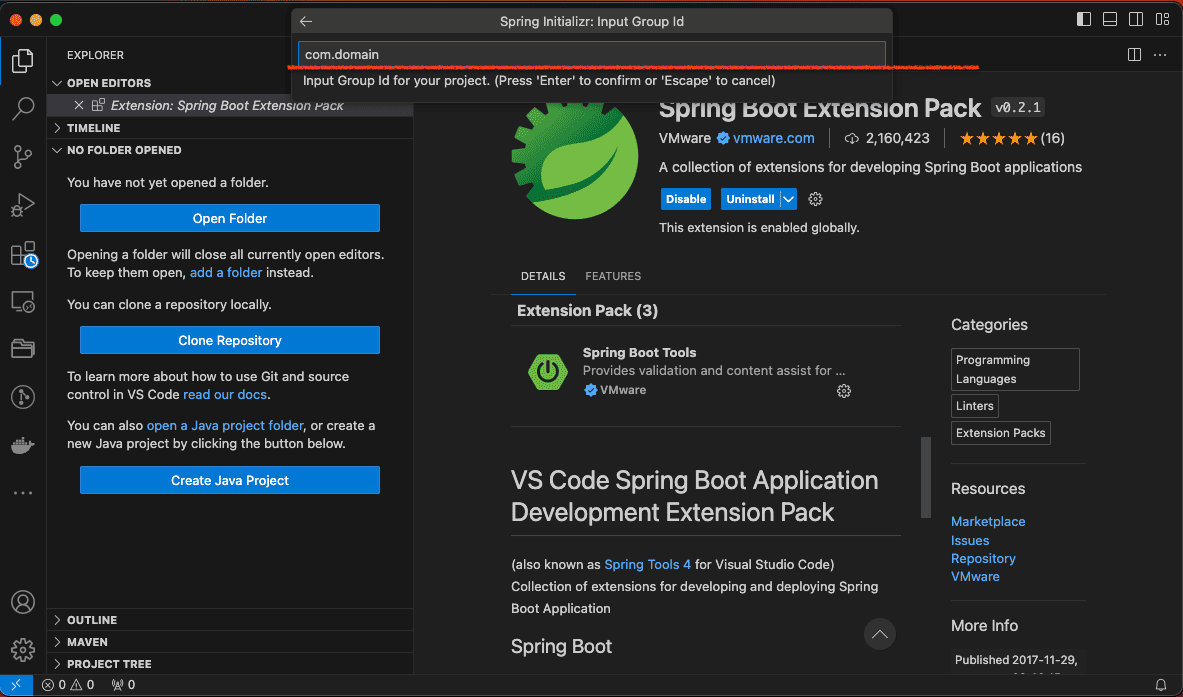 Spring Initializr: Input Group Id
com.domain
Input Group Id for your project. (Press 'Enter' to confirm or 'Escape' to cancel)
EXPLORER
OPEN EDITORS
Extension: Spring Boot Extension Pack
TIMELINE
NO FOLDER OPENED
You have not yet opened a folder.
Open Folder
Opening a folder will close all currently open editors.
To keep them open, add a folder instead.
You can clone a repository locally.
Clone Repository
To learn more about how to use Git and source
control in VS Code read our docs.
You can also open a Java project folder, or create a
new Java project by clicking the button below.
Create Java Project
OUTLINE
MAVEN
PROJECT TREE
Spring Boot Extension Pack v0.2.1
VMware vmware.com 2,160,423 (16)
A collection of extensions for developing Spring Boot applications
Disable Uninstall
This extension is enabled globally.
DETAILS FEATURES
Extension Pack (3)
Spring Boot Tools
Provides validation and content assist for ...
VMware
VS Code Spring Boot Application
Development Extension Pack
(also known as Spring Tools 4 for Visual Studio Code)
Collection of extensions for developing and deploying Spring
Boot Application
Spring Boot
Categories
Programming
Languages
Linters
Extension Packs
Resources
Marketplace
Issues
Repository
VMware
More Info
Published 2017-11-29,
0 0 0